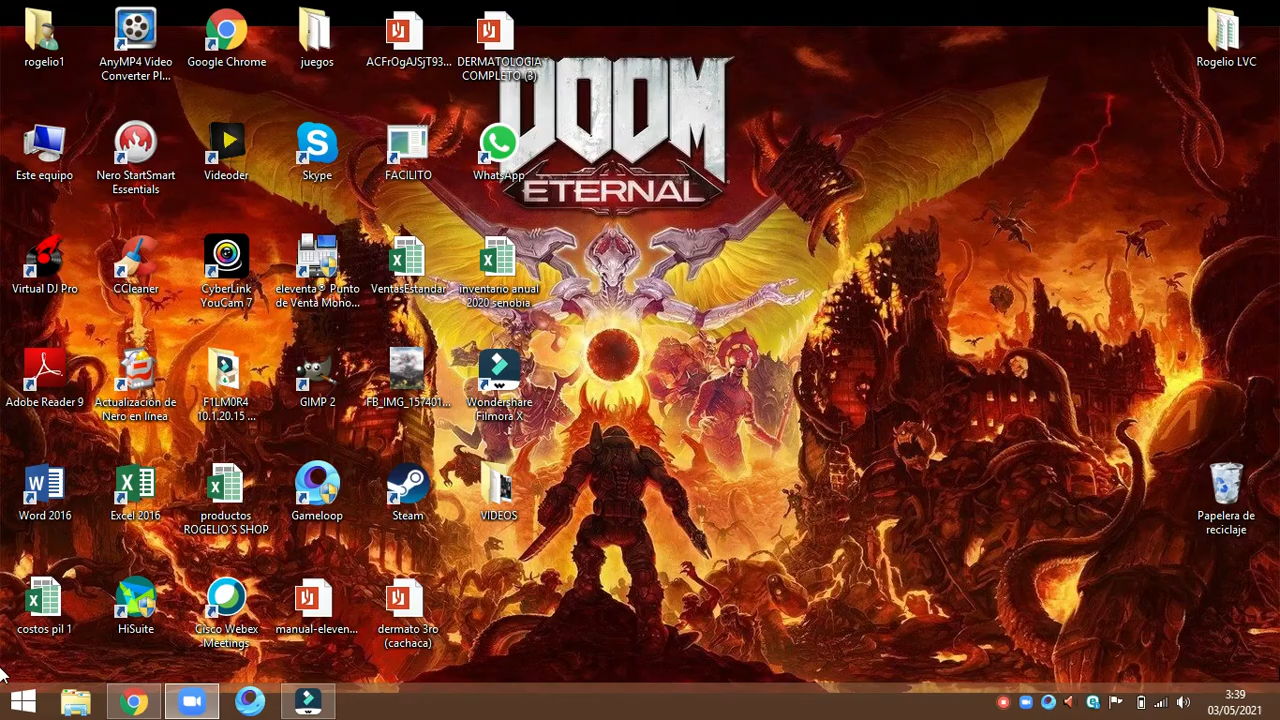 rogelio1
AnyMP4 Video
Converter Pl...
Google Chrome
juegos
ACFrOgAJSjT93...
DERMATOLOGIA
COMPLETO (3)
Rogelio LVC
DOOM
ETERNAL
Este equipo
Nero StartSmart
Essentials
Videoder
Skype
FACILITO
WhatsApp
Virtual DJ Pro
CCleaner
CyberLink
YouCam 7
eleventa ® Punto
de Venta Mono...
VentasEstandar
inventario anual
2020 senobia
Adobe Reader 9
Actualización de
Nero en línea
F1LM0R4
10.1.20.15 ...
GIMP 2
FB_IMG_157401...
Wondershare
Filmora X
Word 2016
Excel 2016
productos
ROGELIO´S SHOP
Gameloop
Steam
VIDEOS
Papelera de
reciclaje
costos pil 1
HiSuite
Cisco Webex
Meetings
manual-eleven...
dermato 3ro
(cachaca)
3:39
03/05/2021